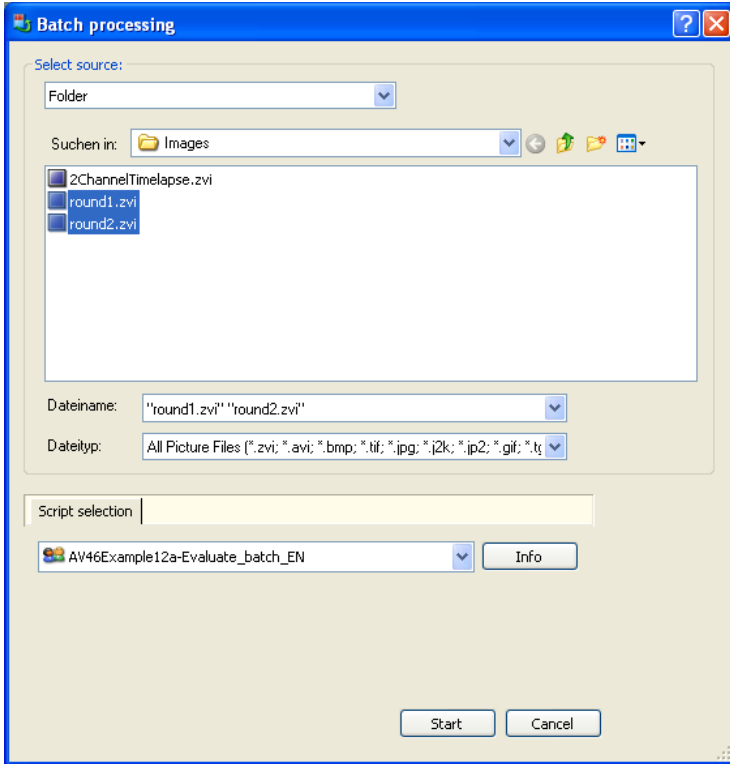 Batch processing
Select source:
Folder
Suchen in: Images
2ChannelTimelapse.zvi
round1.zvi
round2.zvi
Dateiname: "round1.zvi" "round2.zvi"
Dateityp: All Picture Files (*.zvi; *.avi; *.bmp; *.tif; *.jpg; *.j2k; *.jp2; *.gif; *.tg
Script selection
AV46Example12a-Evaluate_batch_EN Info
Start Cancel